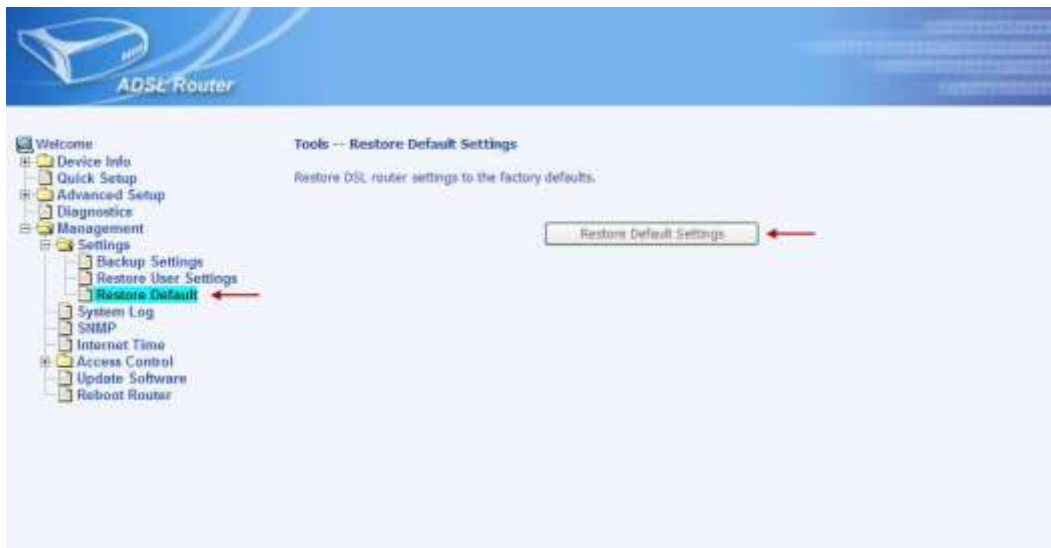 ADSL Router
Welcome
Device Info
Quick Setup
Advanced Setup
Diagnostics
Management
Settings
Backup Settings
Restore User Settings
Restore Default
System Log
SNMP
Internet Time
Access Control
Update Software
Reboot Router
Tools -- Restore Default Settings
Restore DSL router settings to the factory defaults.
Restore Default Settings